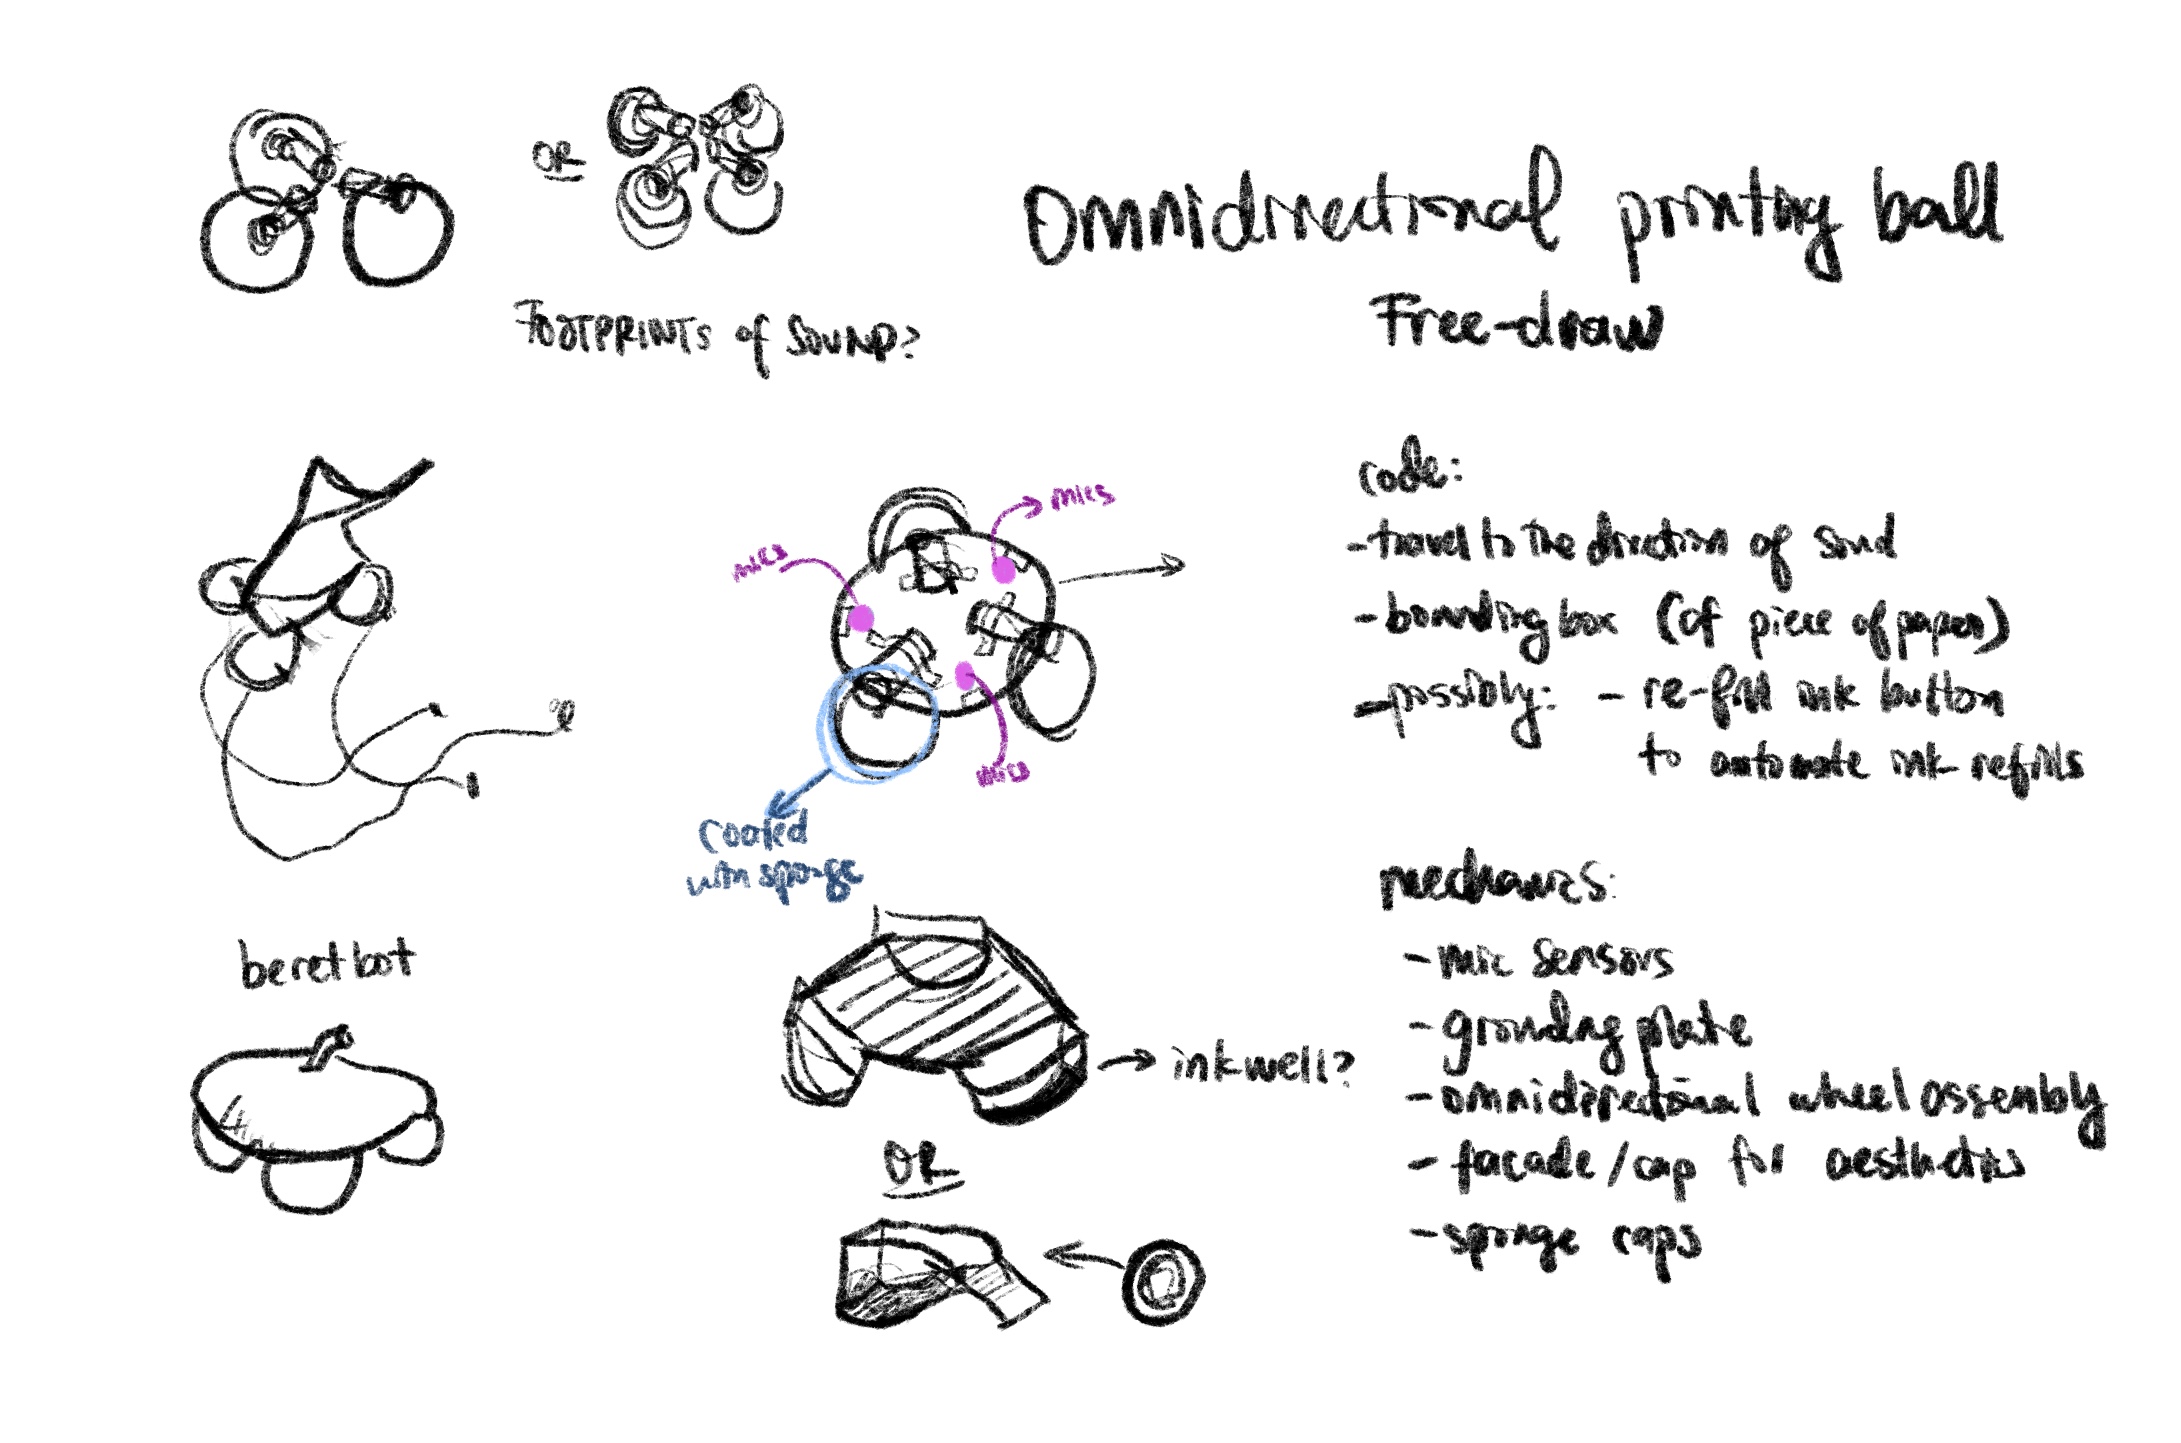 OR
Omnidirectional printing ball
Free-draw
FOOTPRINTS of SOUND?
mics
mics
mics
coated
with sponge
code:
- travel to the direction of sound
- bounding box (of piece of paper)
- possibly: - re-fill ink button
to automate ink refills
beret bot
inkwell?
OR
mechanics:
- mic sensors
- grounding plate
- omnidirectional wheel assembly
- facade/cap for aesthetics
- sponge caps